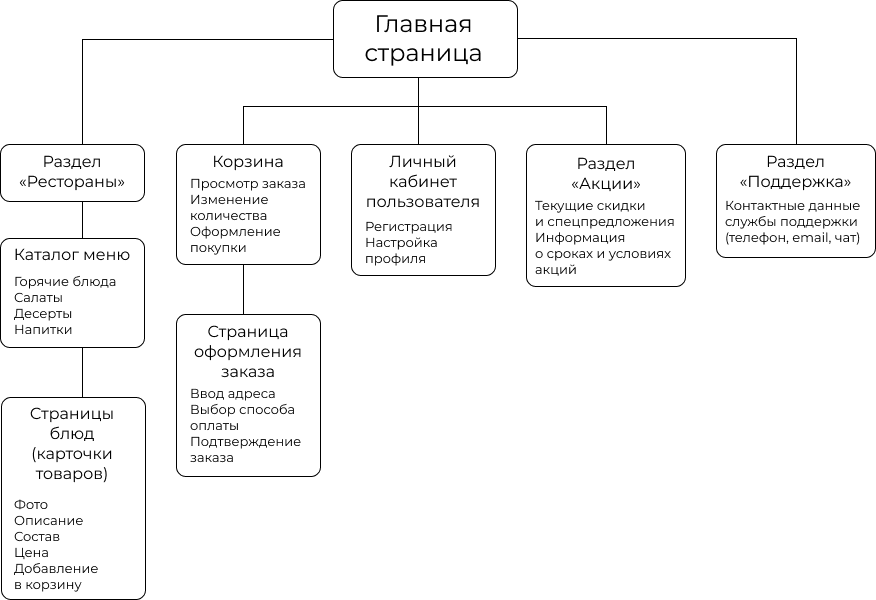 Главная
страница
Раздел
«Рестораны»
Каталог меню
Горячие блюда
Салаты
Десерты
Напитки
Страницы
блюд
(карточки
товаров)
Фото
Описание
Состав
Цена
Добавление
в корзину
Корзина
Просмотр заказа
Изменение
количества
Оформление
покупки
Страница
оформления
заказа
Ввод адреса
Выбор способа
оплаты
Подтверждение
заказа
Личный
кабинет
пользователя
Регистрация
Настройка
профиля
Раздел
«Акции»
Текущие скидки
и спецпредложения
Информация
о сроках и условиях
акций
Раздел
«Поддержка»
Контактные данные
службы поддержки
(телефон, email, чат)